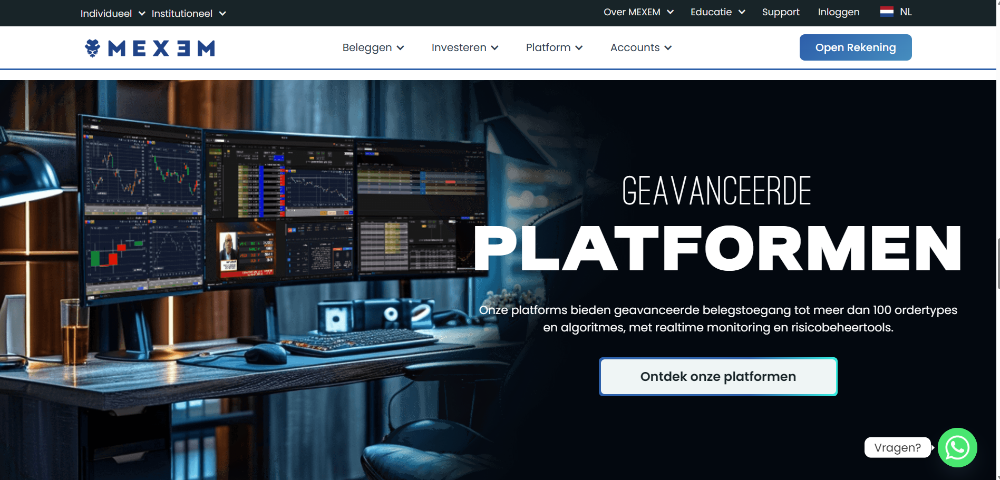 Individueel Institutioneel
Over MEXEM Educatie Support Inloggen NL
MEXEM
Beleggen Investeren Platform Accounts
Open Rekening
GEAVANCEERDE
PLATFORMEN
Onze platforms bieden geavanceerde belegstoegang tot meer dan 100 ordertypes
en algoritmes, met realtime monitoring en risicobeheertools.
Ontdek onze platformen
Vragen?